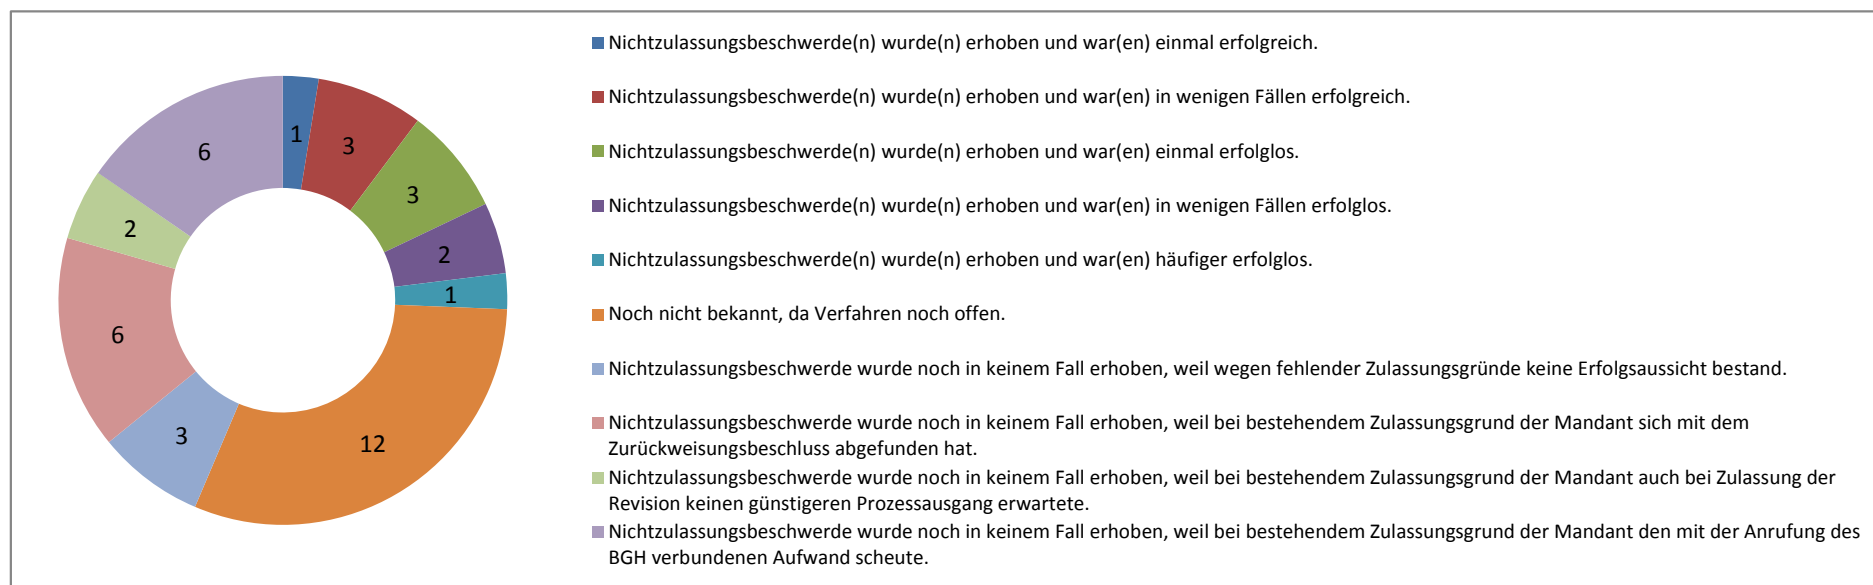 Nichtzulassungsbeschwerde(n) wurde(n) erhoben und war(en) einmal erfolgreich.
Nichtzulassungsbeschwerde(n) wurde(n) erhoben und war(en) in wenigen Fällen erfolgreich.
Nichtzulassungsbeschwerde(n) wurde(n) erhoben und war(en) einmal erfolglos.
Nichtzulassungsbeschwerde(n) wurde(n) erhoben und war(en) in wenigen Fällen erfolglos.
Nichtzulassungsbeschwerde(n) wurde(n) erhoben und war(en) häufiger erfolglos.
Noch nicht bekannt, da Verfahren noch offen.
Nichtzulassungsbeschwerde wurde noch in keinem Fall erhoben, weil wegen fehlender Zulassungsgründe keine Erfolgsaussicht bestand.
Nichtzulassungsbeschwerde wurde noch in keinem Fall erhoben, weil bei bestehendem Zulassungsgrund der Mandant sich mit dem
Zurückweisungsbeschluss abgefunden hat.
Nichtzulassungsbeschwerde wurde noch in keinem Fall erhoben, weil bei bestehendem Zulassungsgrund der Mandant auch bei Zulassung der
Revision keinen günstigeren Prozessausgang erwartete.
Nichtzulassungsbeschwerde wurde noch in keinem Fall erhoben, weil bei bestehendem Zulassungsgrund der Mandant den mit der Anrufung des
BGH verbundenen Aufwand scheute.
1
3
3
2
1
12
3
6
2
6